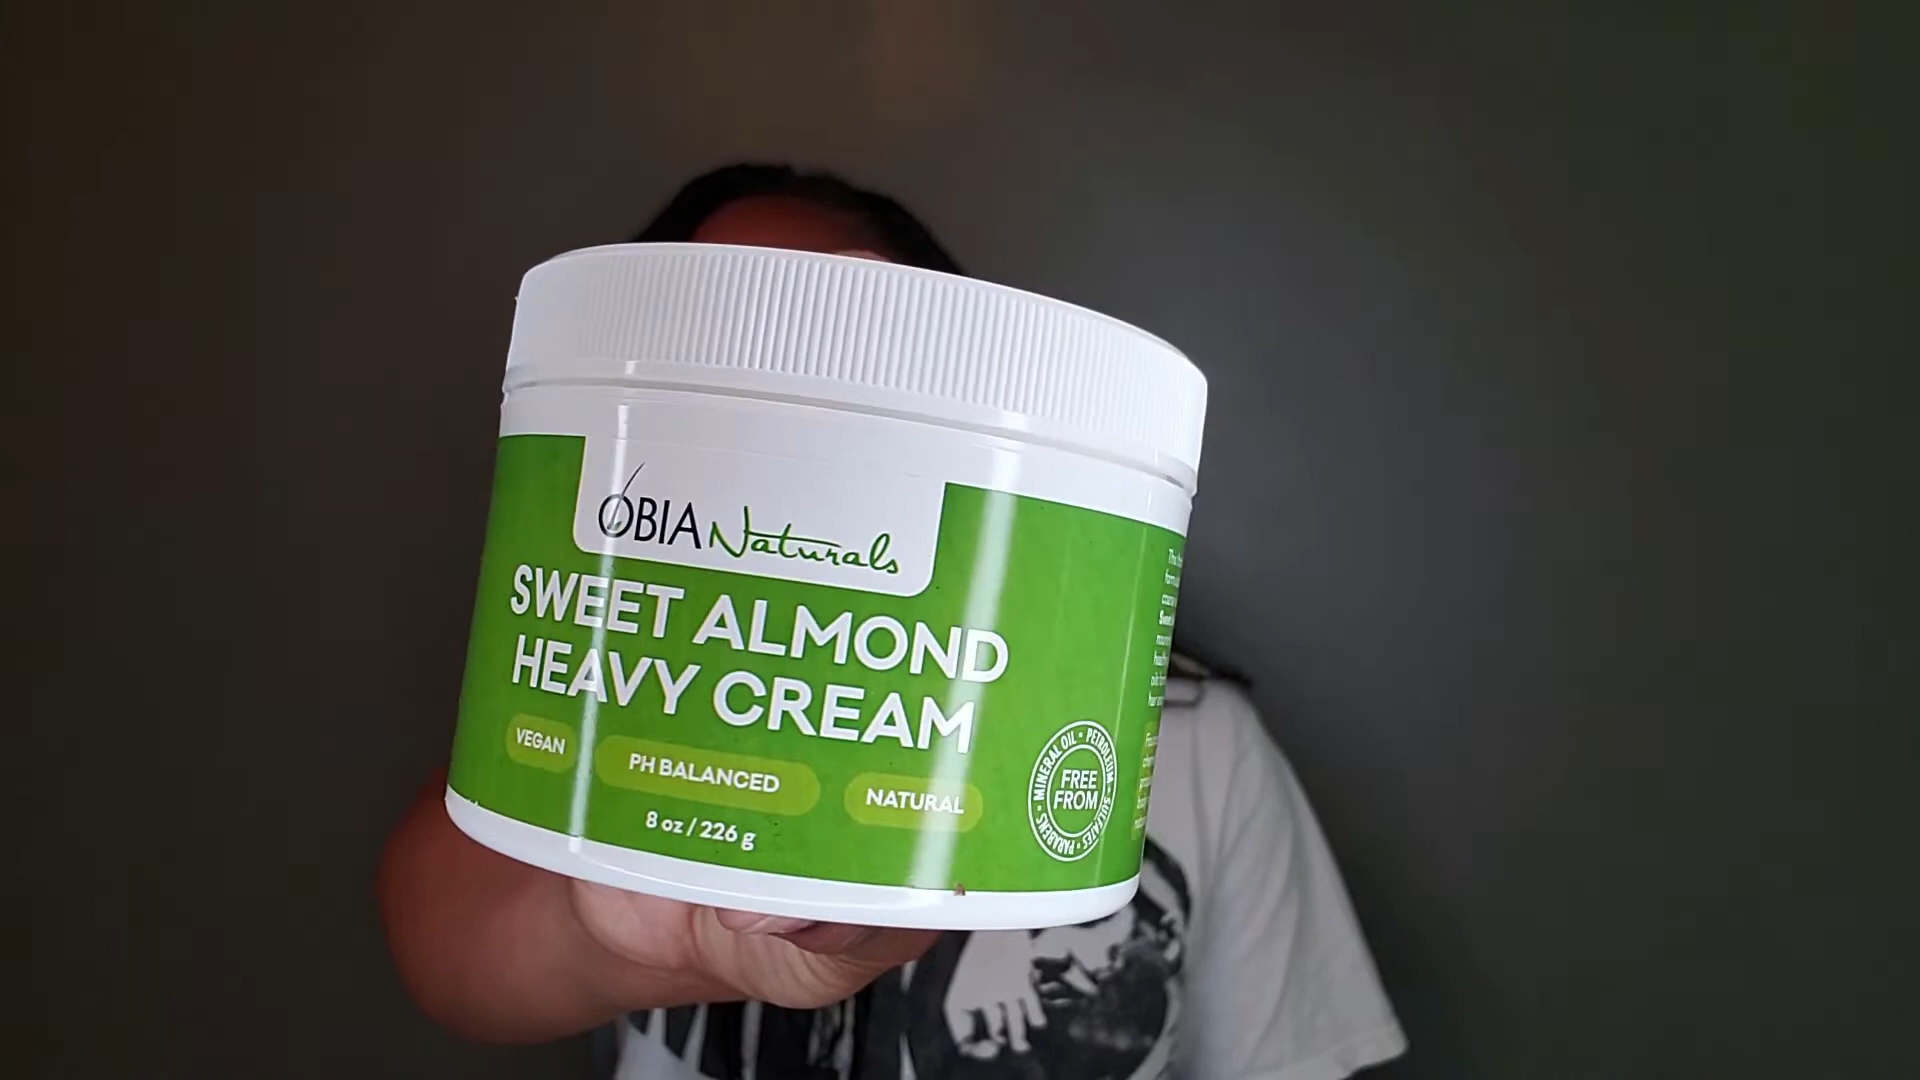 ÓBIA Naturals
SWEET ALMOND
HEAVY CREAM
VEGAN
PH BALANCED
NATURAL
8 oz / 226 g
MINERAL OIL • PETROLEUM • SULFATES • PARABENS •
FREE
FROM